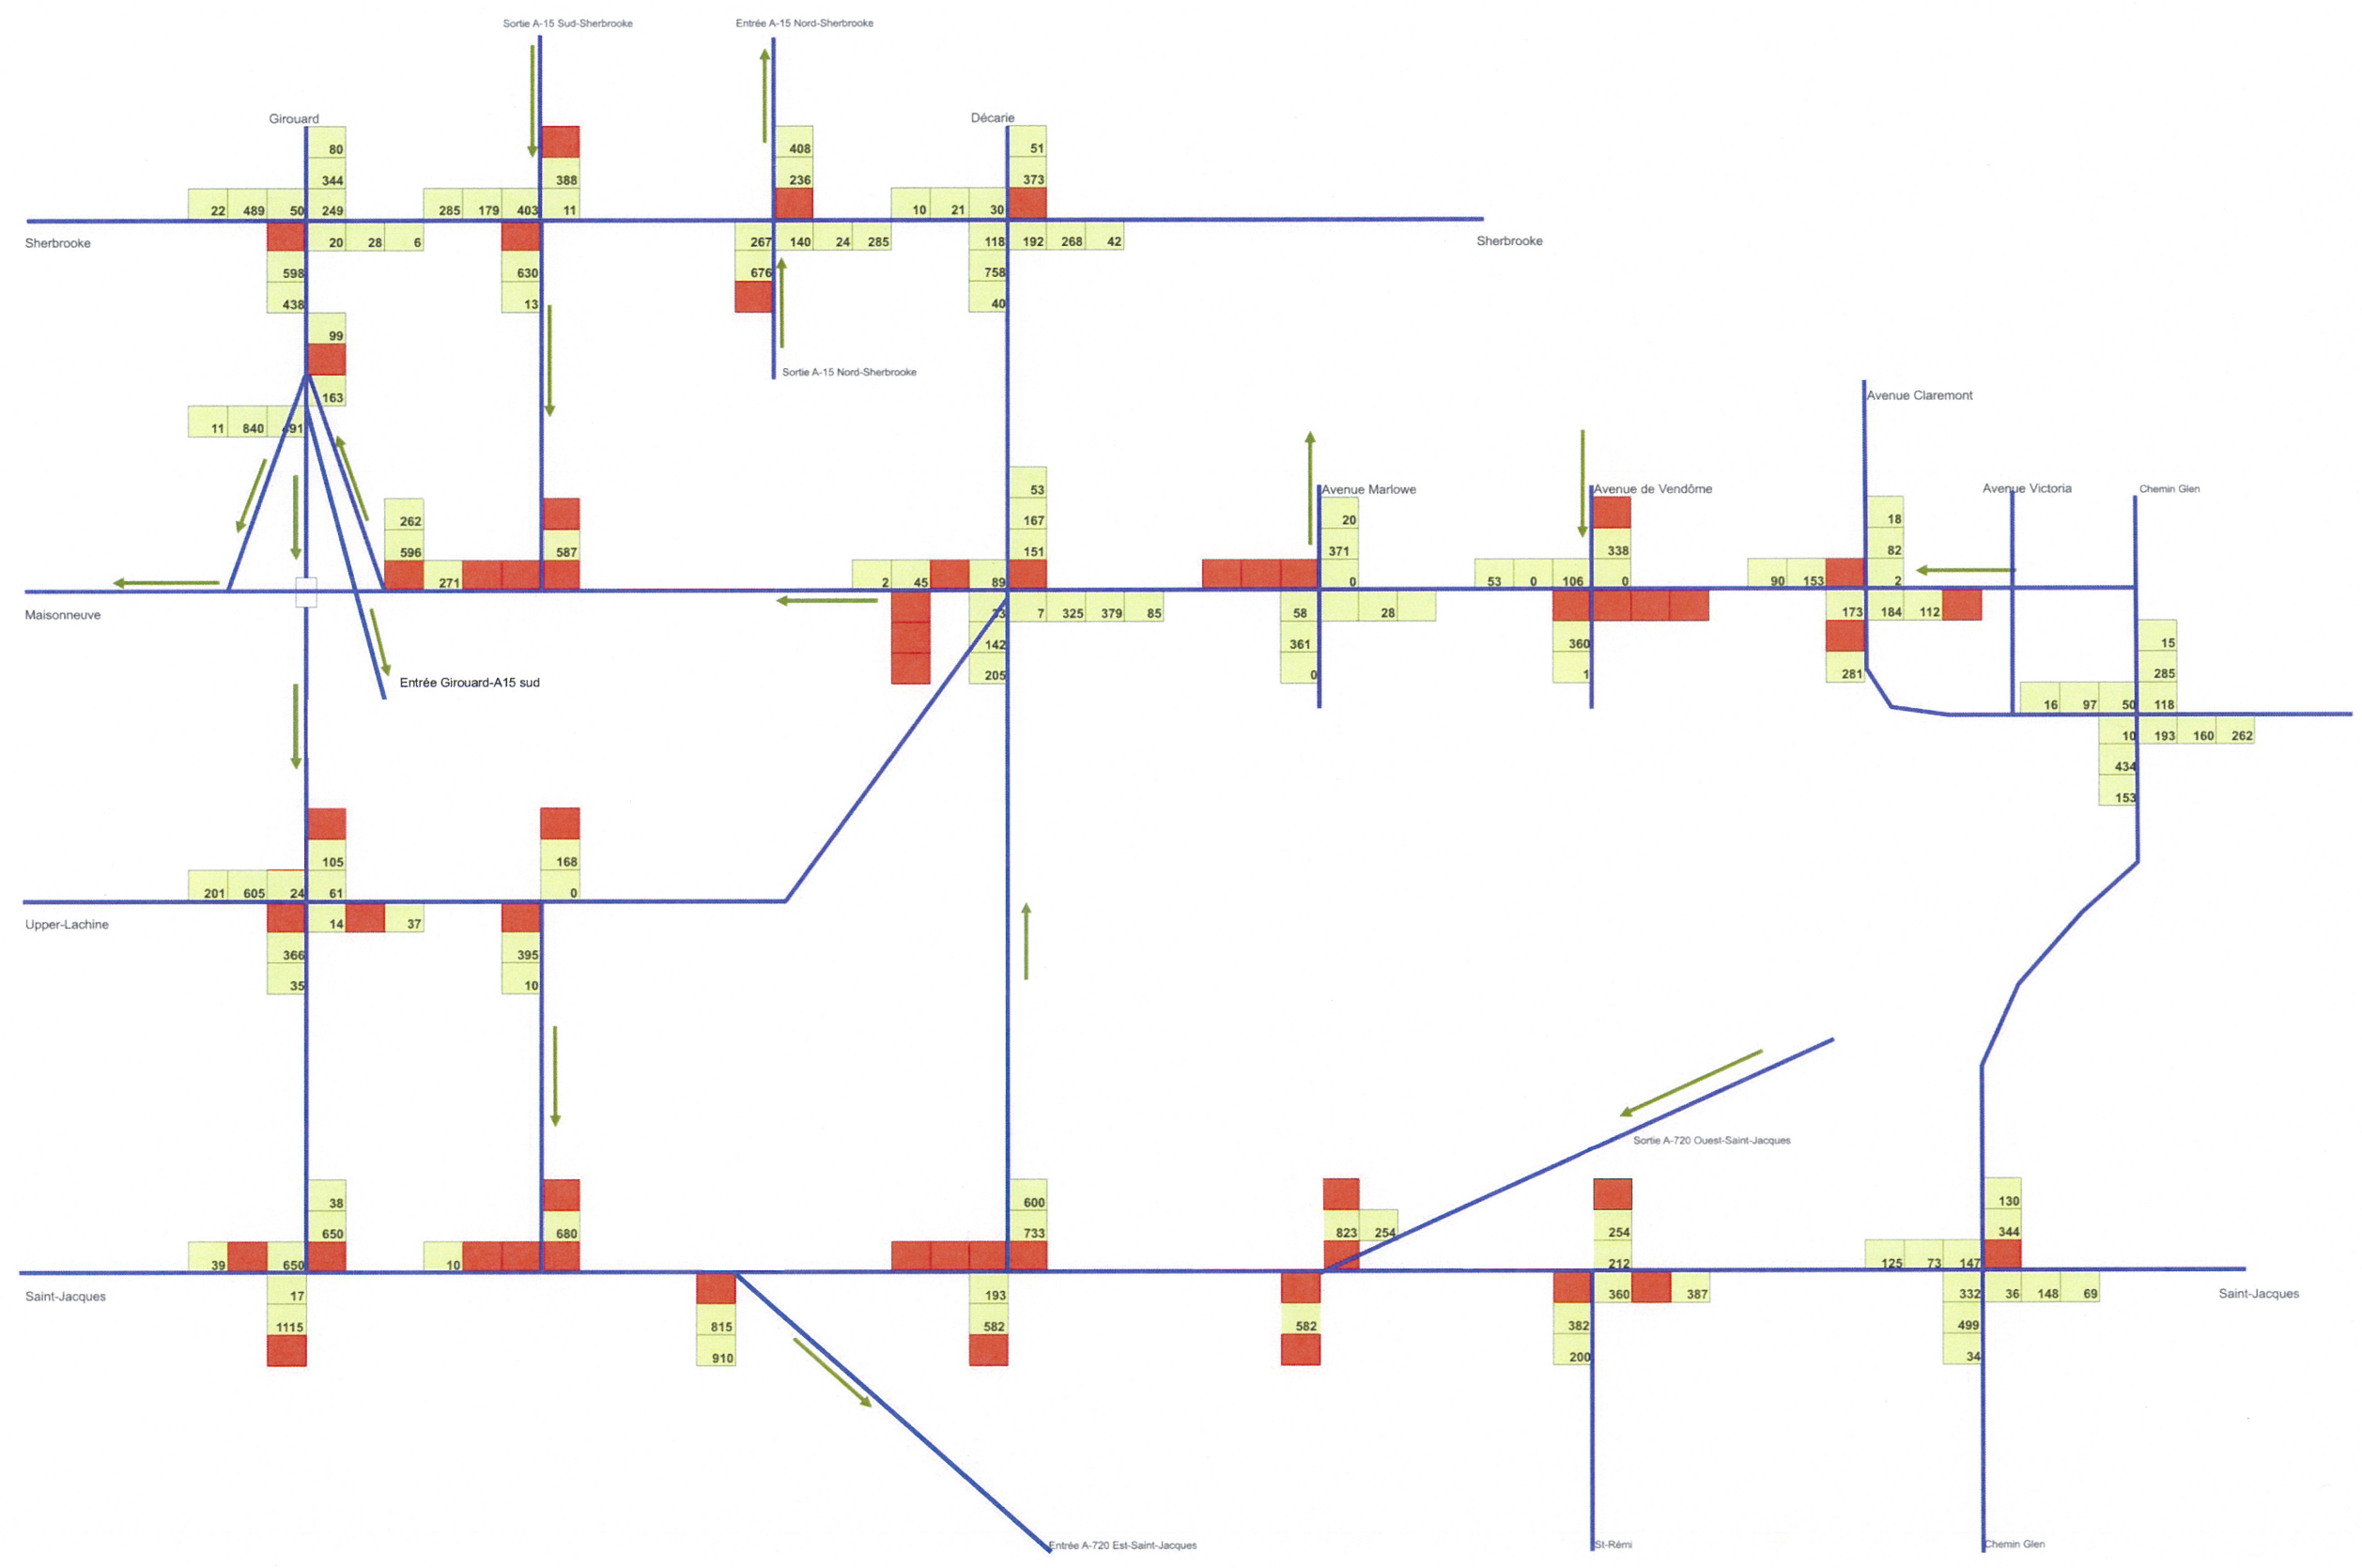 Sortie A-15 Sud-Sherbrooke
Entrée A-15 Nord-Sherbrooke
Girouard
Décarie
80
408
51
344
388
236
373
22 489 50 249
285 179 403 11
10 21 30
Sherbrooke
20 28 6
267 140 24 285
118 192 268 42
Sherbrooke
598
630
676
758
438
13
40
99
Sortie A-15 Nord-Sherbrooke
163
Avenue Claremont
11 840
53
Avenue Marlowe
Avenue de Vendôme
Avenue Victoria
Chemin Glen
262
167
20
18
596
587
151
371
338
82
271
2 45 89
0
53 0 106 0
90 153 2
Maisonneuve
7 325 379 85
58 28
173 184 112
142
361
360
15
205
0
1
281
285
Entrée Girouard-A15 sud
16 97 50 118
10 193 160 262
434
153
105
168
201 605 24 61
0
Upper-Lachine
14 37
366
395
35
10
Sortie A-720 Ouest-Saint-Jacques
38
600
130
650
680
733
823 254
254
344
39 650
10
212
125 73 147
Saint-Jacques
17
193
360 387
332 36 148 69
Saint-Jacques
1115
815
582
582
382
499
910
200
34
Entrée A-720 Est-Saint-Jacques
St-Rémi
Chemin Glen